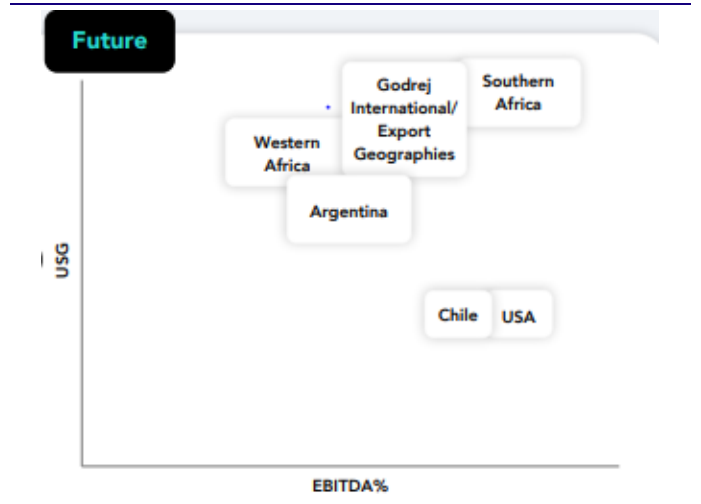 Future
Godrej
International/
Export
Geographies
Southern
Africa
Western
Africa
Argentina
Chile
USA
USG
EBITDA%